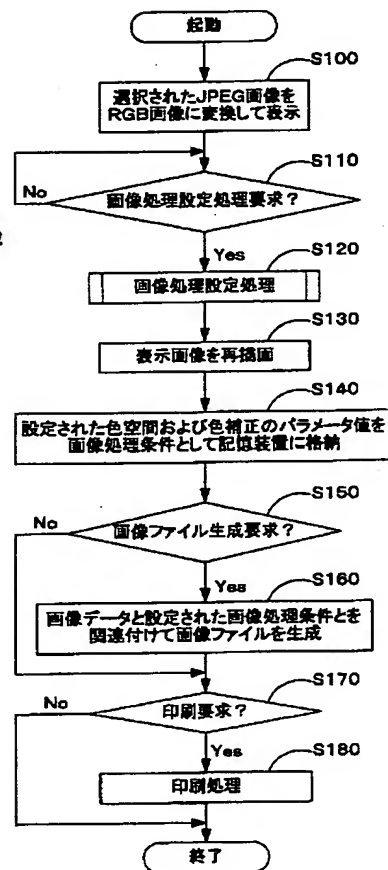 起動
S100
選択されたJPEG画像を
RGB画像に変換して表示
S110
No
画像処理設定処理要求？
Yes
S120
画像処理設定処理
S130
表示画像を再描画
S140
設定された色空間および色補正のパラメータ値を
画像処理条件として記憶装置に格納
S150
No
画像ファイル生成要求？
Yes
S160
画像データと設定された画像処理条件とを
関連付けて画像ファイルを生成
S170
No
印刷要求？
Yes
S180
印刷処理
終了